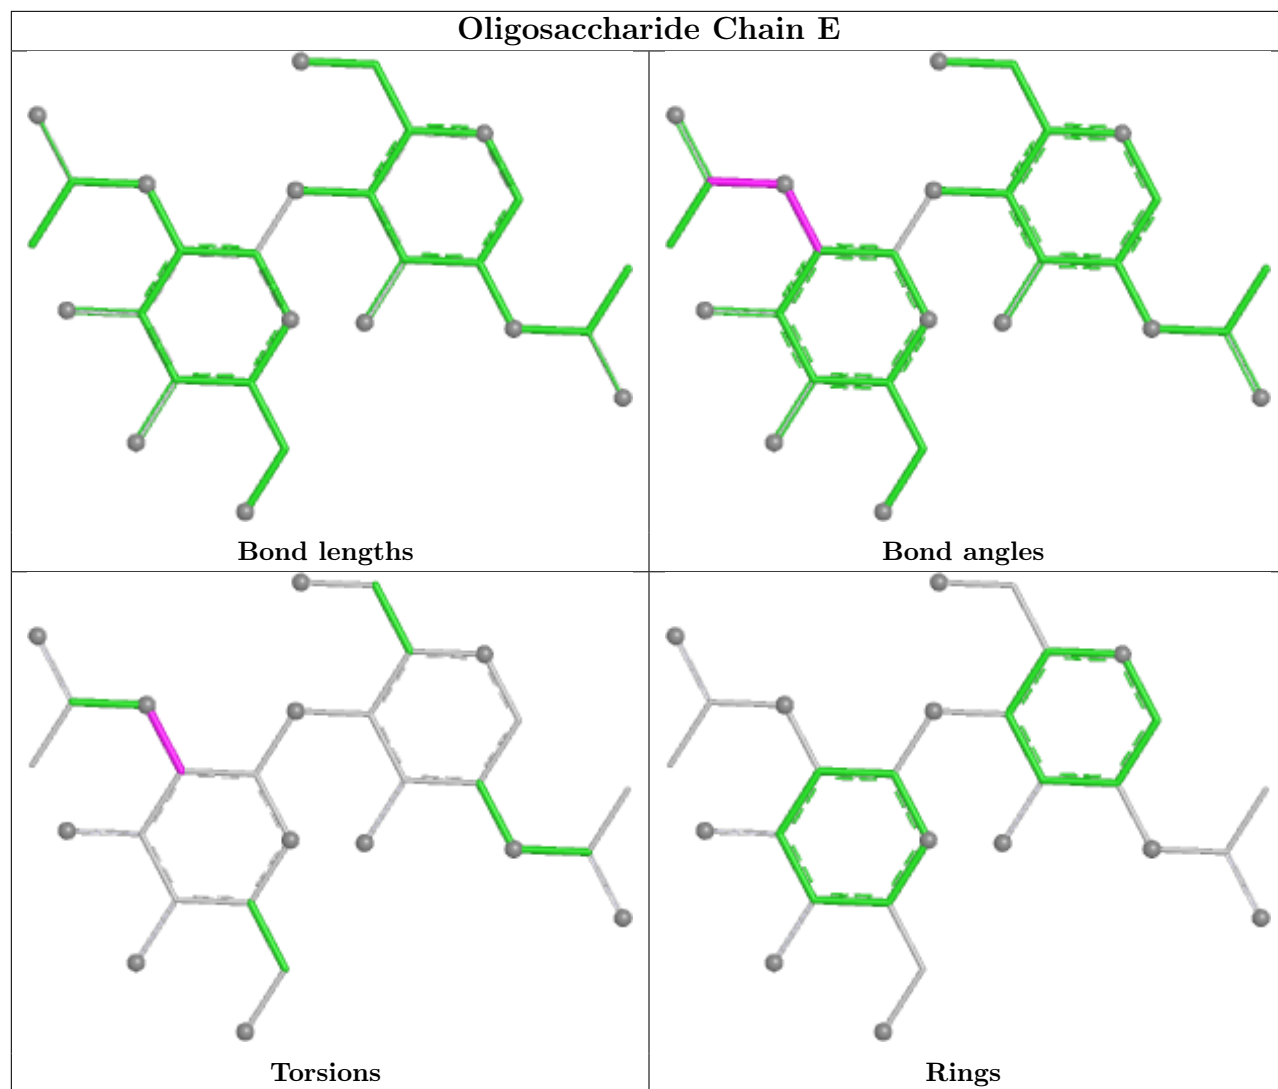 Oligosaccharide Chain E
Bond lengths
Bond angles
Torsions
Rings